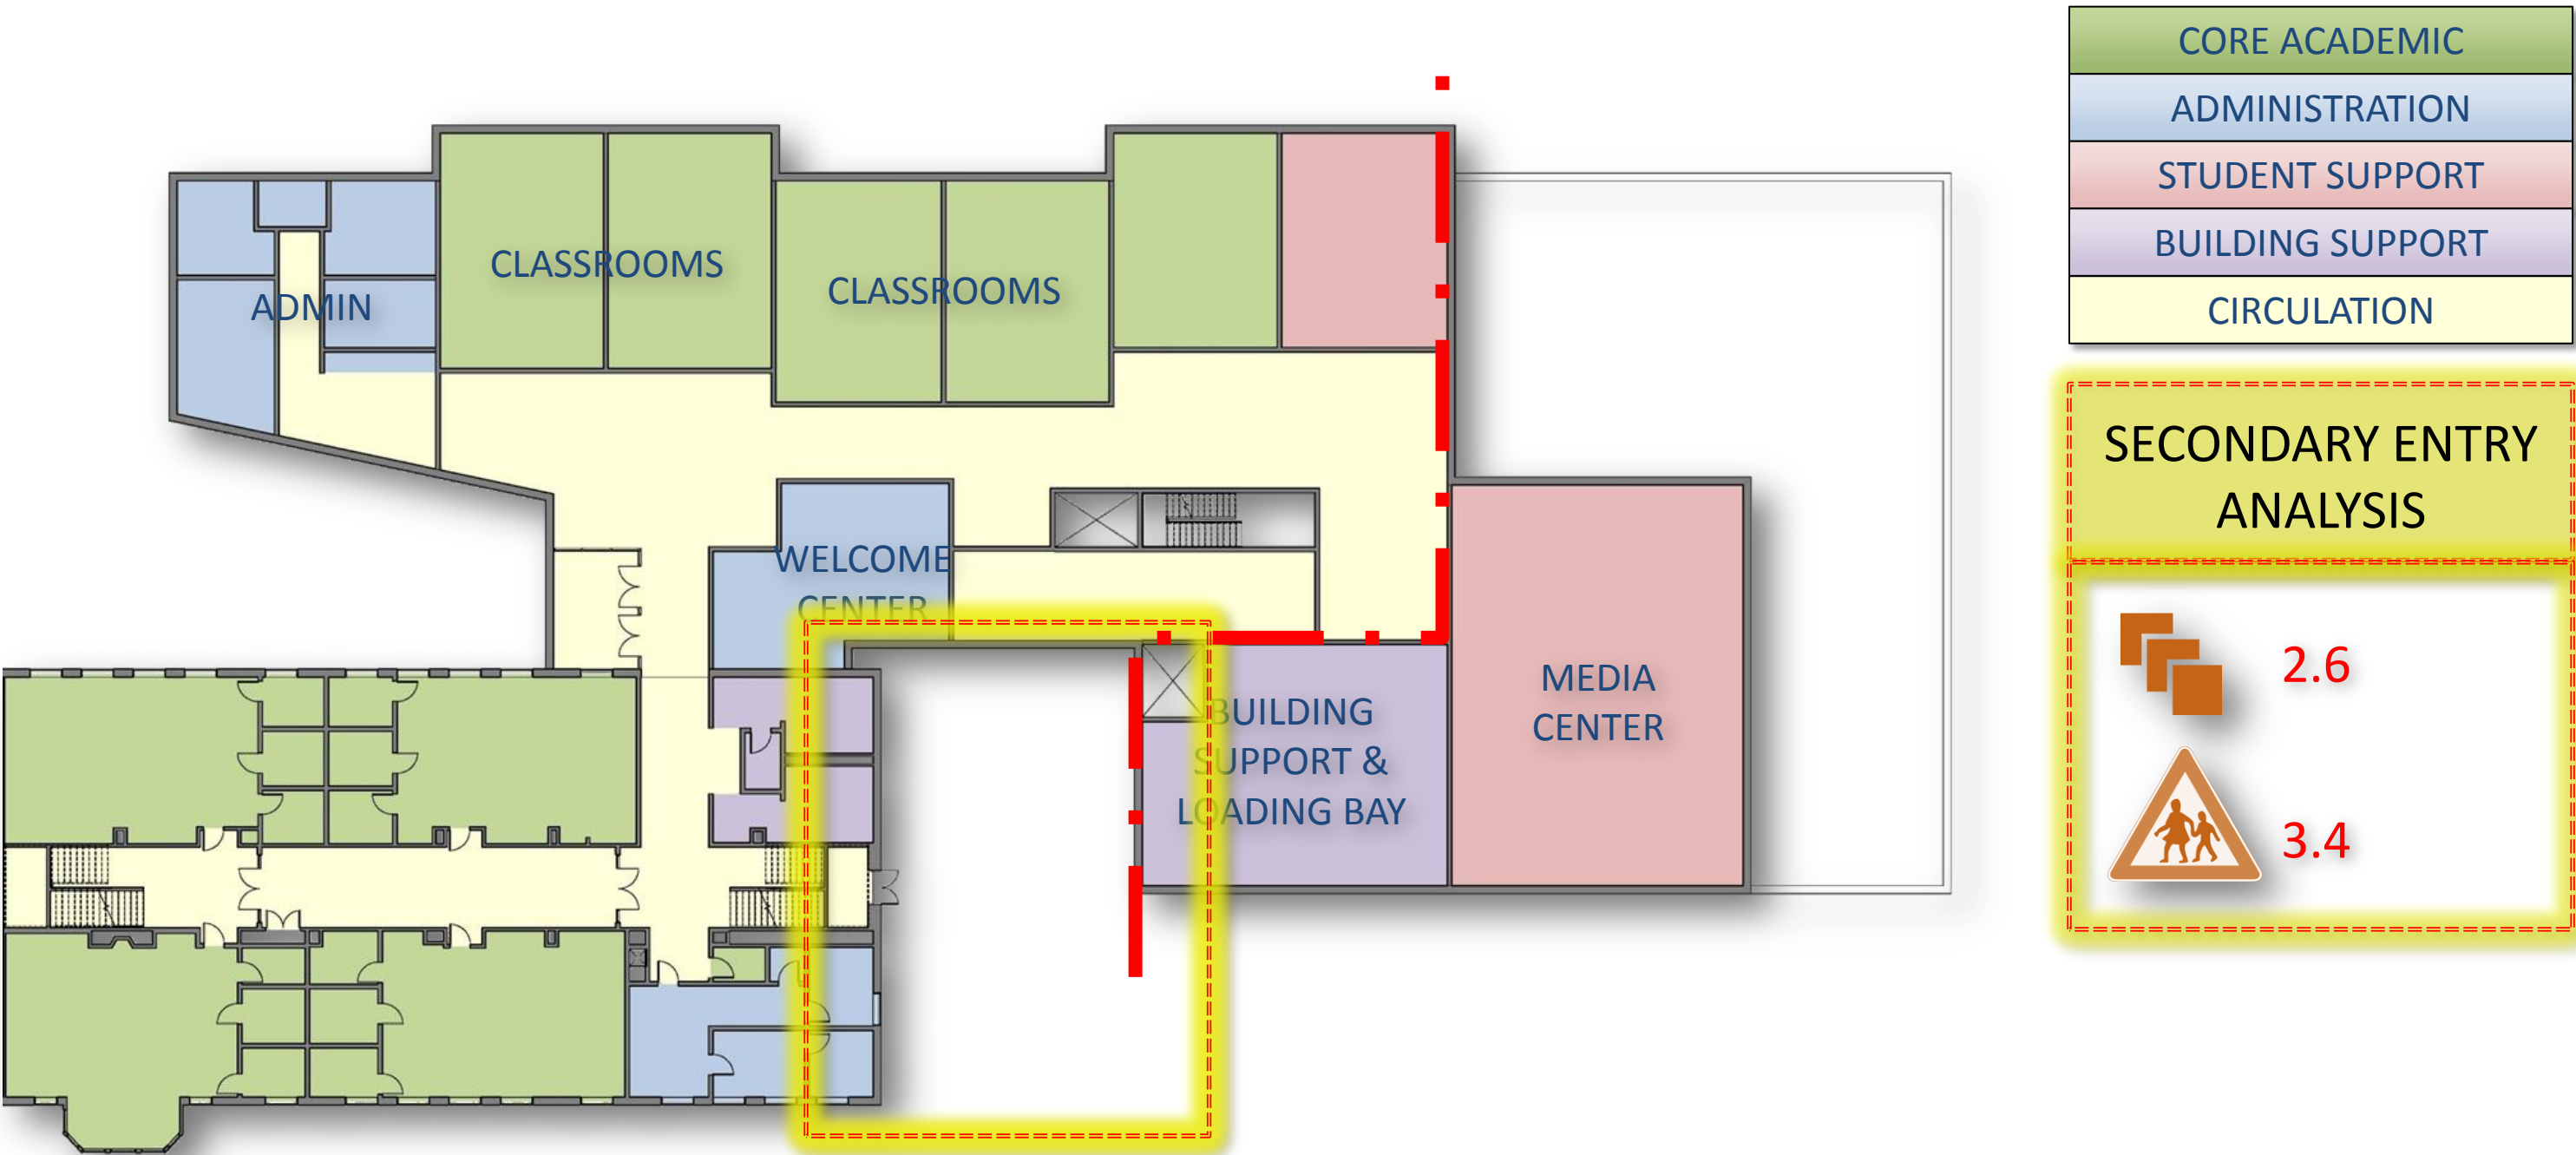 CORE ACADEMIC
ADMINISTRATION
STUDENT SUPPORT
BUILDING SUPPORT
CIRCULATION
SECONDARY ENTRY
ANALYSIS
2.6
3.4
CLASSROOMS
CLASSROOMS
ADMIN
WELCOME
CENTER
BUILDING
SUPPORT &
LOADING BAY
MEDIA
CENTER